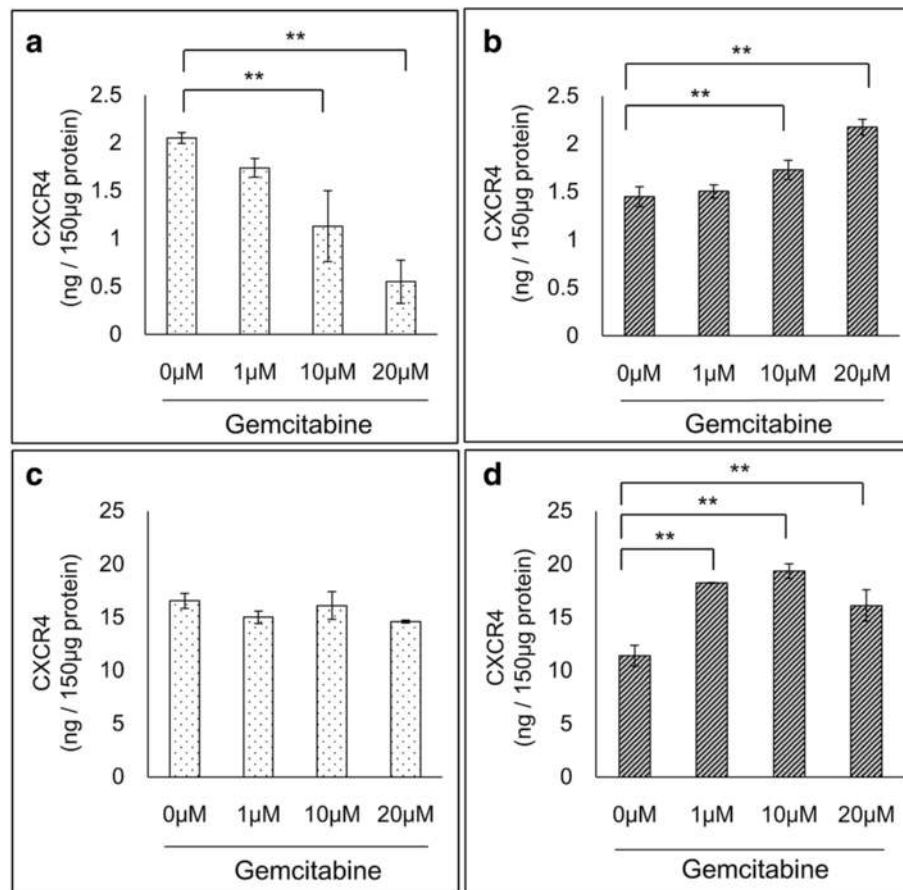 a
**
**
CXCR4
(ng / 150µg protein)
2.5
2
1.5
1
0.5
0
0µM 1µM 10µM 20µM
Gemcitabine
b
**
**
CXCR4
(ng / 150µg protein)
2.5
2
1.5
1
0.5
0
0µM 1µM 10µM 20µM
Gemcitabine
c
CXCR4
(ng / 150µg protein)
25
20
15
10
5
0
0µM 1µM 10µM 20µM
Gemcitabine
d
**
**
**
CXCR4
(ng / 150µg protein)
25
20
15
10
5
0
0µM 1µM 10µM 20µM
Gemcitabine